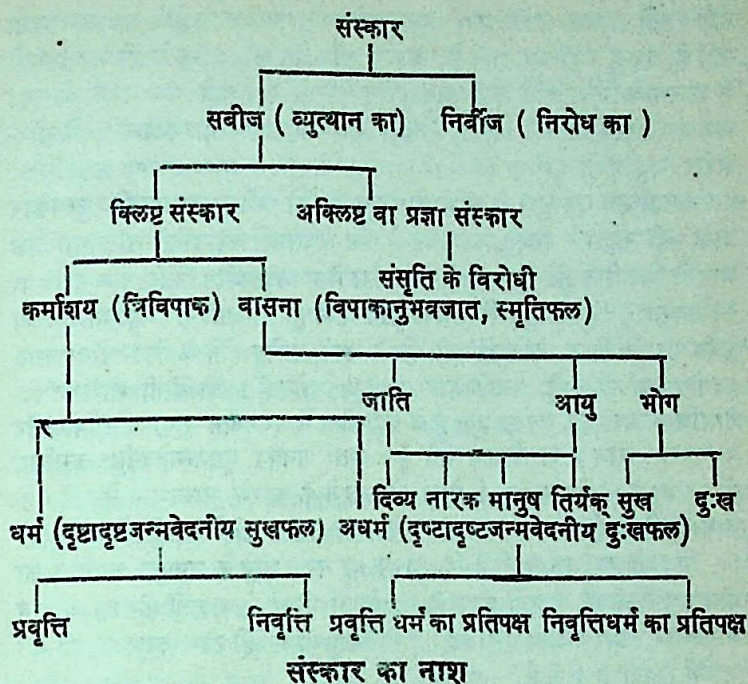 संस्कार
सबीज ( व्युत्थान का) निर्बीज ( निरोध का )
क्लिष्ट संस्कार अक्लिष्ट वा प्रज्ञा संस्कार
संसृति के विरोधी
कर्माशय (त्रिविपाक) वासना (विपाकानुभवजात, स्मृतिफल)
जाति आयु भोग
दिव्य नारक मानुष तिर्यक् सुख दुःख
धर्म (दृष्टादृष्टजन्मवेदनीय सुखफल) अधर्म (दृष्टादृष्टजन्मवेदनीय दुःखफल)
प्रवृत्ति निवृत्ति प्रवृत्ति धर्म का प्रतिपक्ष निवृत्तिधर्म का प्रतिपक्ष
संस्कार का नाश